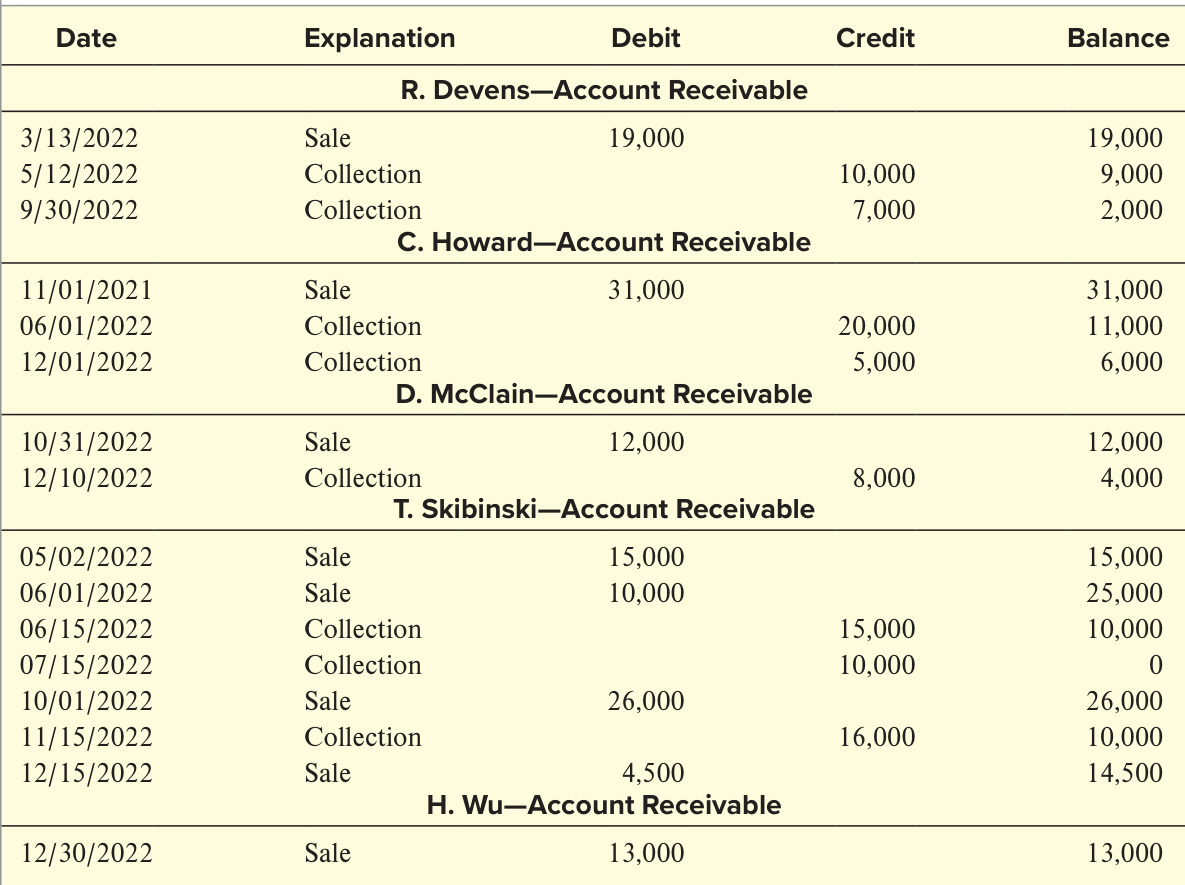 Date Explanation Debit Credit Balance
R. Devens—Account Receivable
3/13/2022 Sale 19,000 19,000
5/12/2022 Collection 10,000 9,000
9/30/2022 Collection 7,000 2,000
C. Howard—Account Receivable
11/01/2021 Sale 31,000 31,000
06/01/2022 Collection 20,000 11,000
12/01/2022 Collection 5,000 6,000
D. McClain—Account Receivable
10/31/2022 Sale 12,000 12,000
12/10/2022 Collection 8,000 4,000
T. Skibinski—Account Receivable
05/02/2022 Sale 15,000 15,000
06/01/2022 Sale 10,000 25,000
06/15/2022 Collection 15,000 10,000
07/15/2022 Collection 10,000 0
10/01/2022 Sale 26,000 26,000
11/15/2022 Collection 16,000 10,000
12/15/2022 Sale 4,500 14,500
H. Wu—Account Receivable
12/30/2022 Sale 13,000 13,000